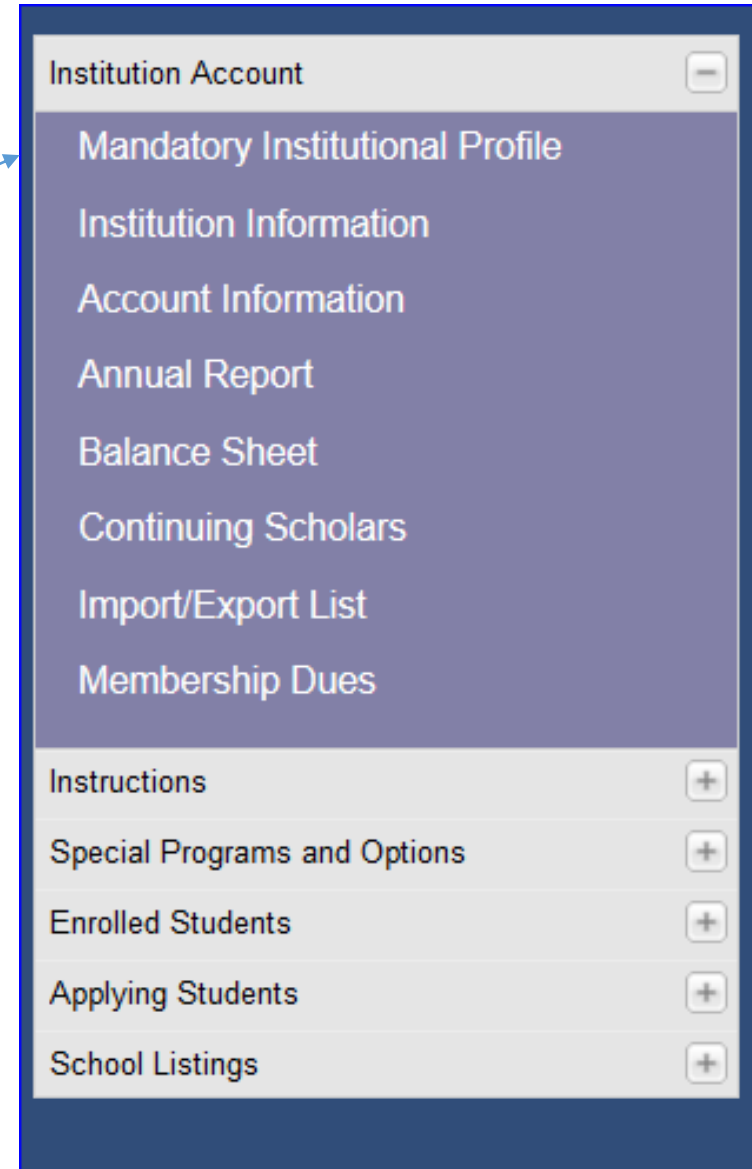 Institution Account
Mandatory Institutional Profile
Institution Information
Account Information
Annual Report
Balance Sheet
Continuing Scholars
Import/Export List
Membership Dues
Instructions
Special Programs and Options
Enrolled Students
Applying Students
School Listings